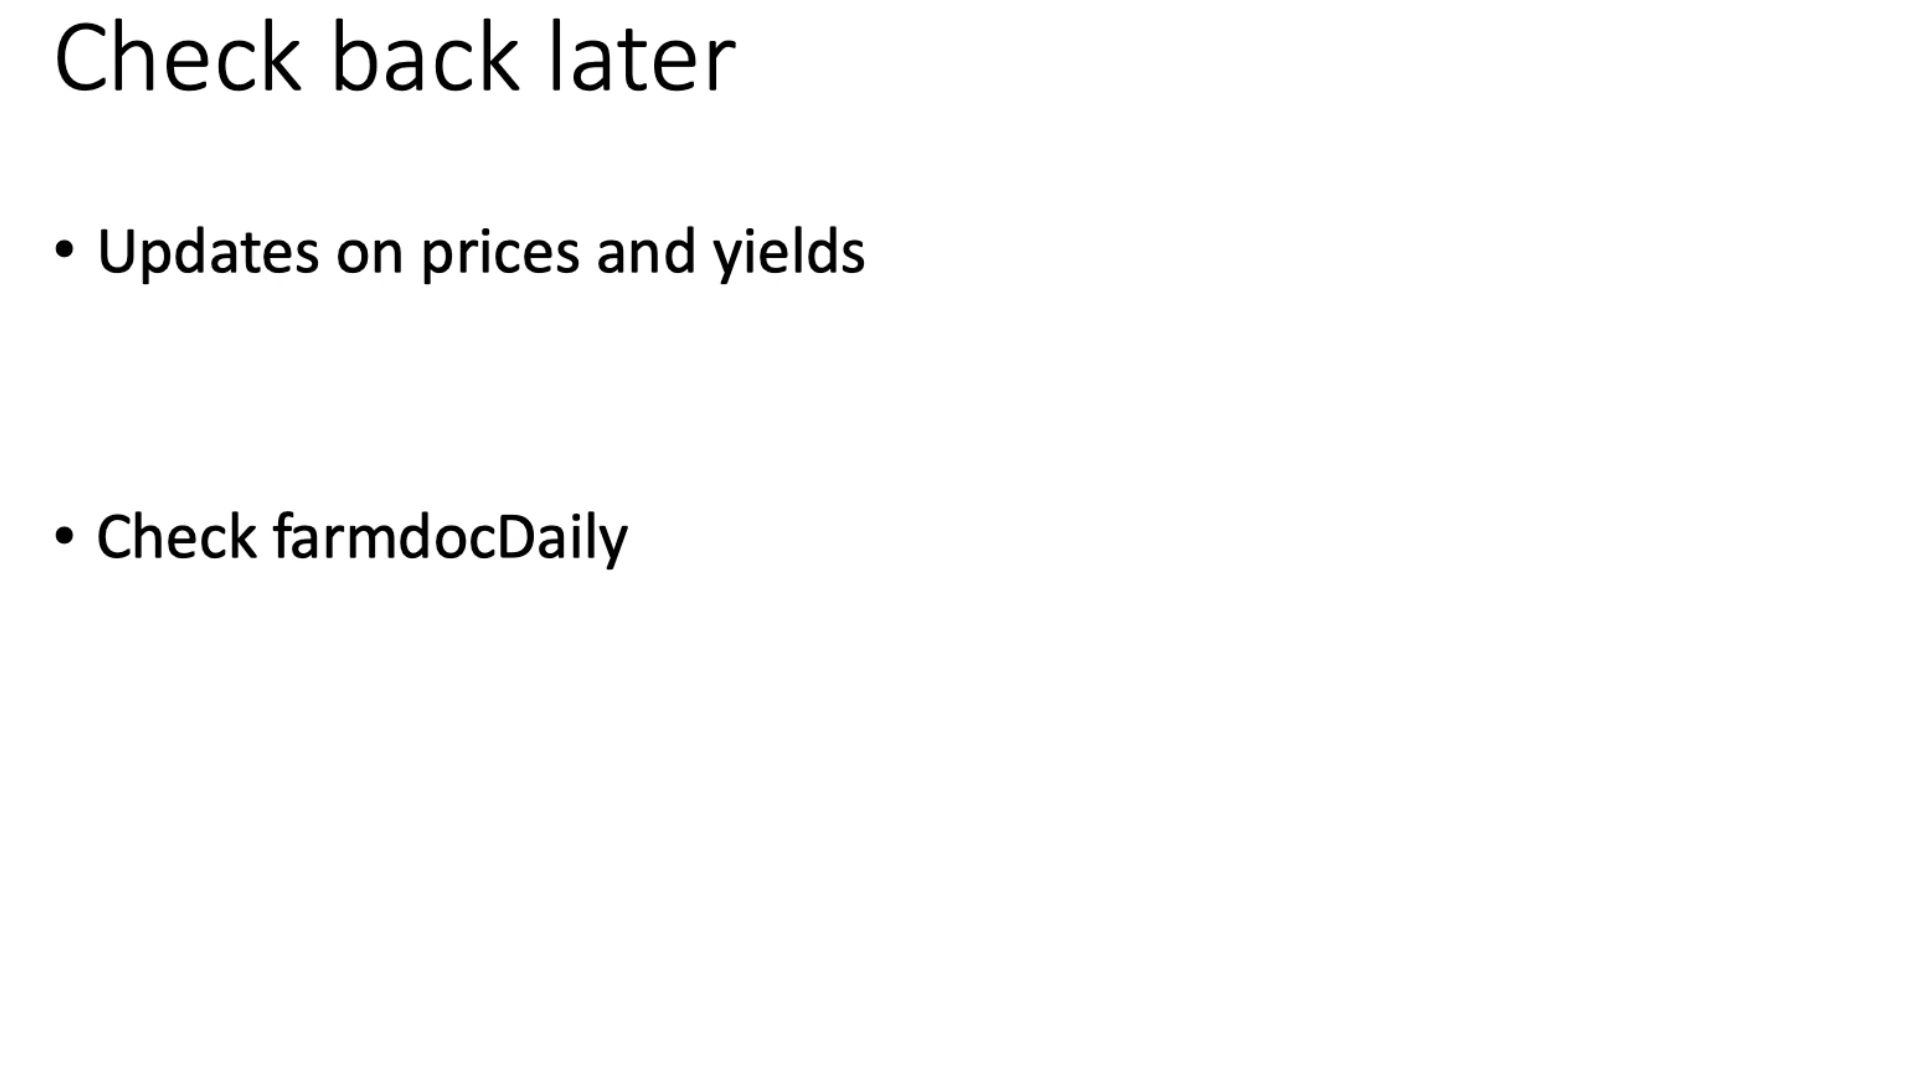 Check back later
• Updates on prices and yields
• Check farmdocDaily